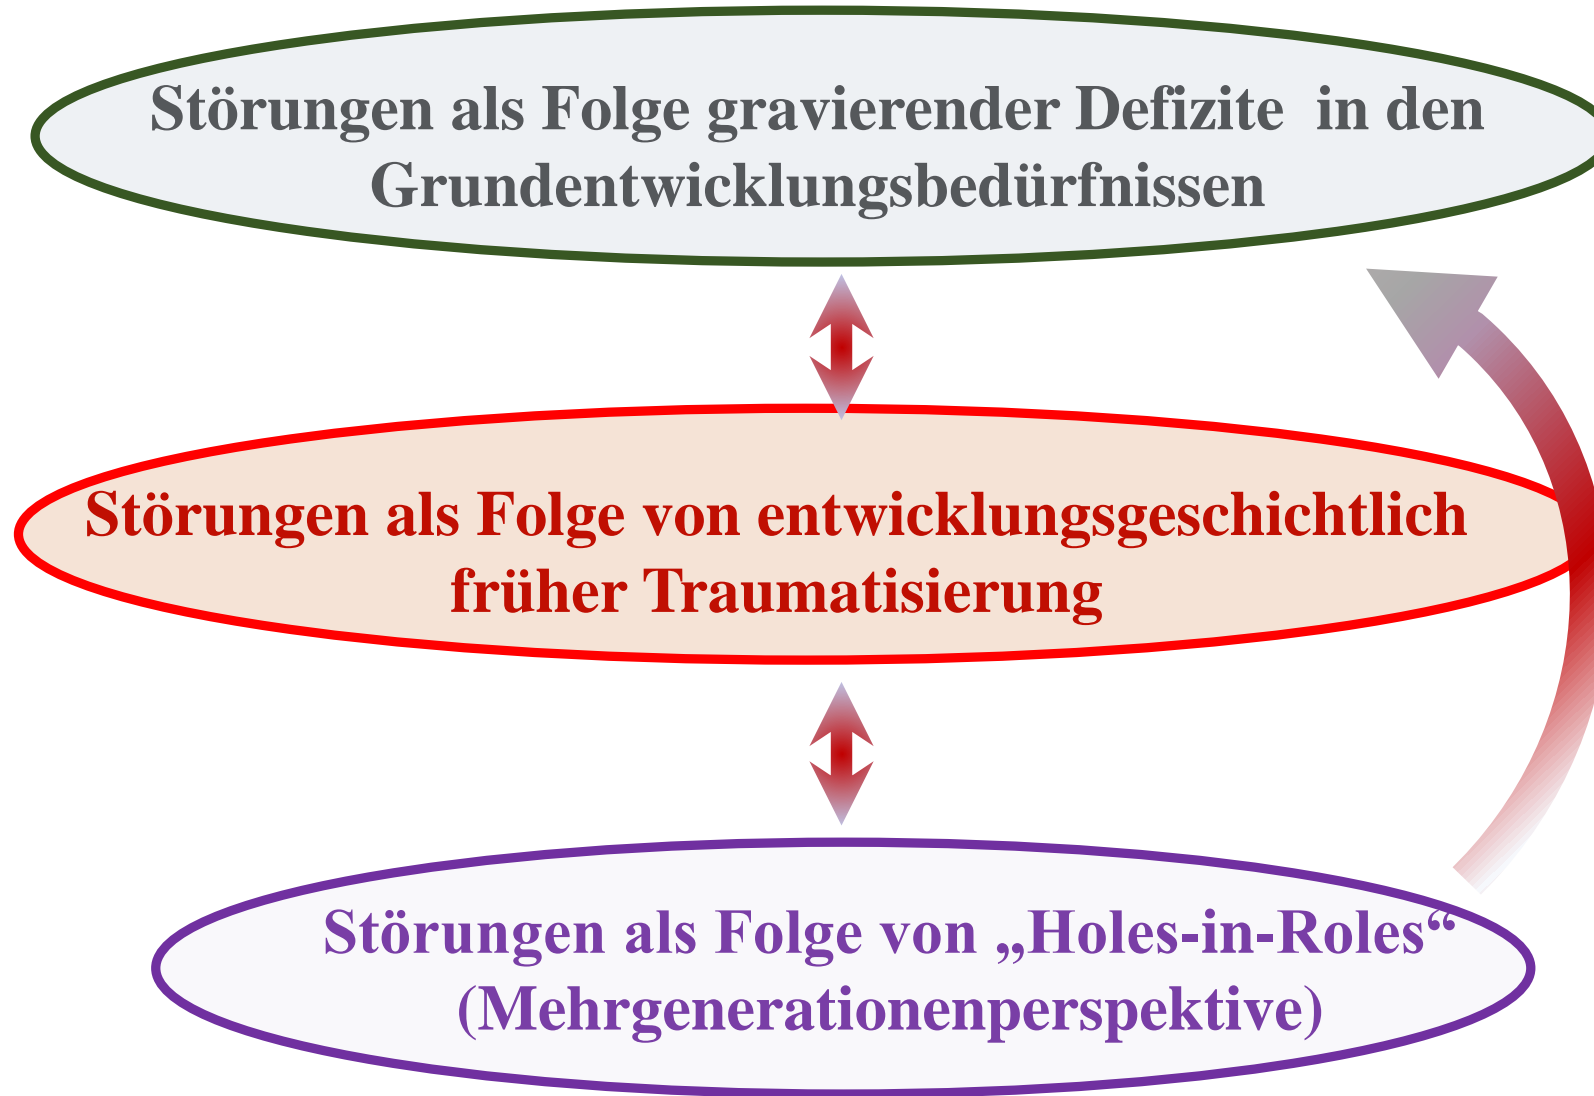 Störungen als Folge gravierender Defizite in den
Grundentwicklungsbedürfnissen
Störungen als Folge von entwicklungsgeschichtlich
früher Traumatisierung
Störungen als Folge von „Holes-in-Roles“
(Mehrgenerationenperspektive)